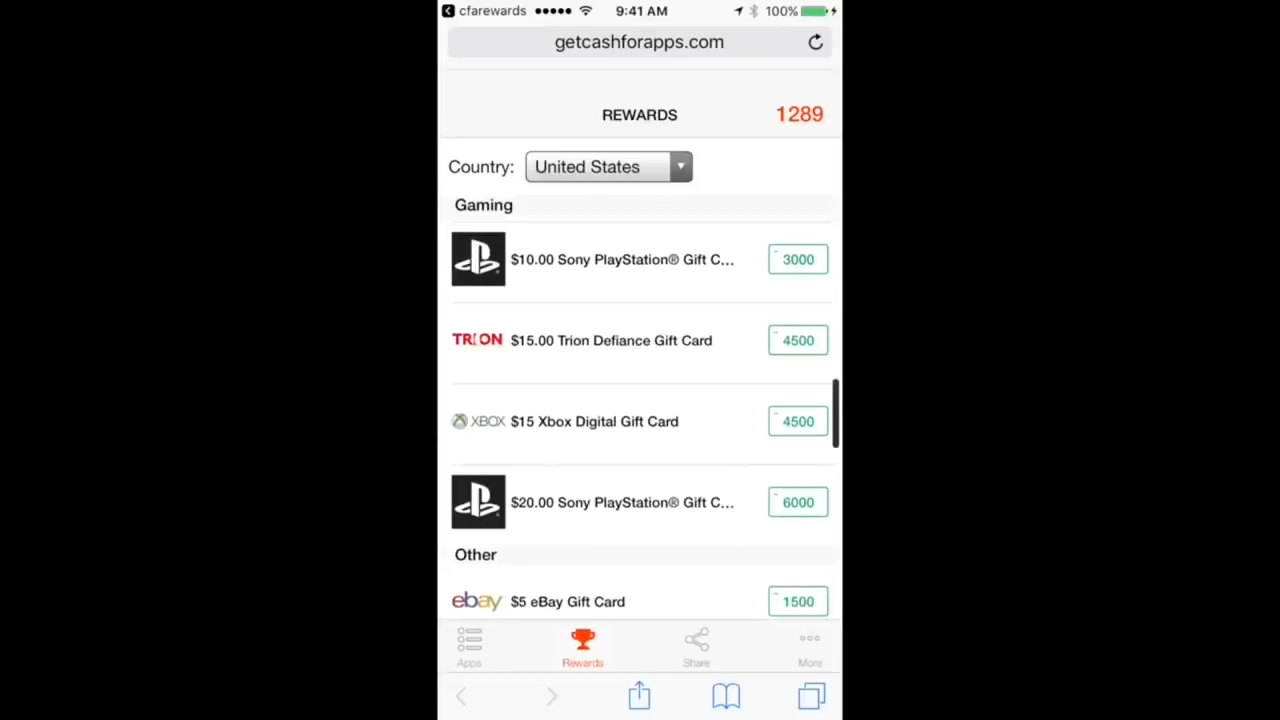 cfarewards 9:41 AM 100%
getcashforapps.com
REWARDS 1289
Country: United States
Gaming
$10.00 Sony PlayStation® Gift C... 3000
TRION $15.00 Trion Defiance Gift Card 4500
XBOX $15 Xbox Digital Gift Card 4500
$20.00 Sony PlayStation® Gift C... 6000
Other
ebay $5 eBay Gift Card 1500
Apps Rewards Share More